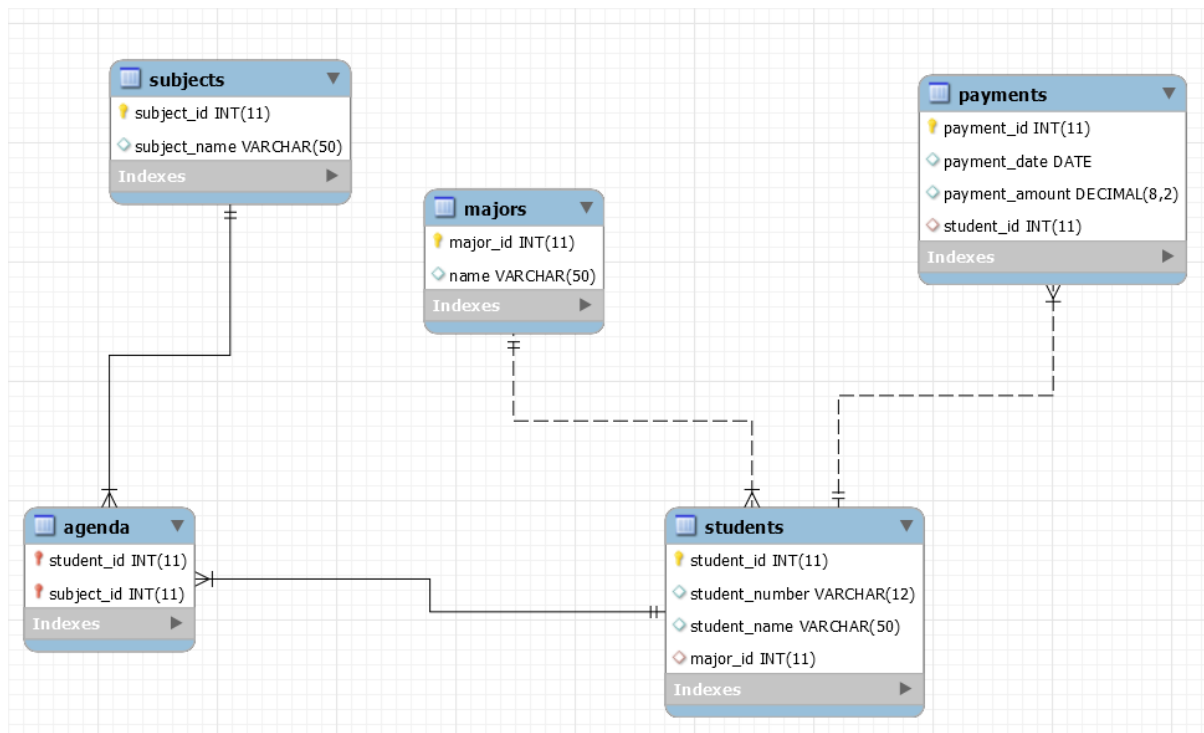 subjects
subject_id INT(11)
subject_name VARCHAR(50)
Indexes
majors
major_id INT(11)
name VARCHAR(50)
Indexes
payments
payment_id INT(11)
payment_date DATE
payment_amount DECIMAL(8,2)
student_id INT(11)
Indexes
agenda
student_id INT(11)
subject_id INT(11)
Indexes
students
student_id INT(11)
student_number VARCHAR(12)
student_name VARCHAR(50)
major_id INT(11)
Indexes